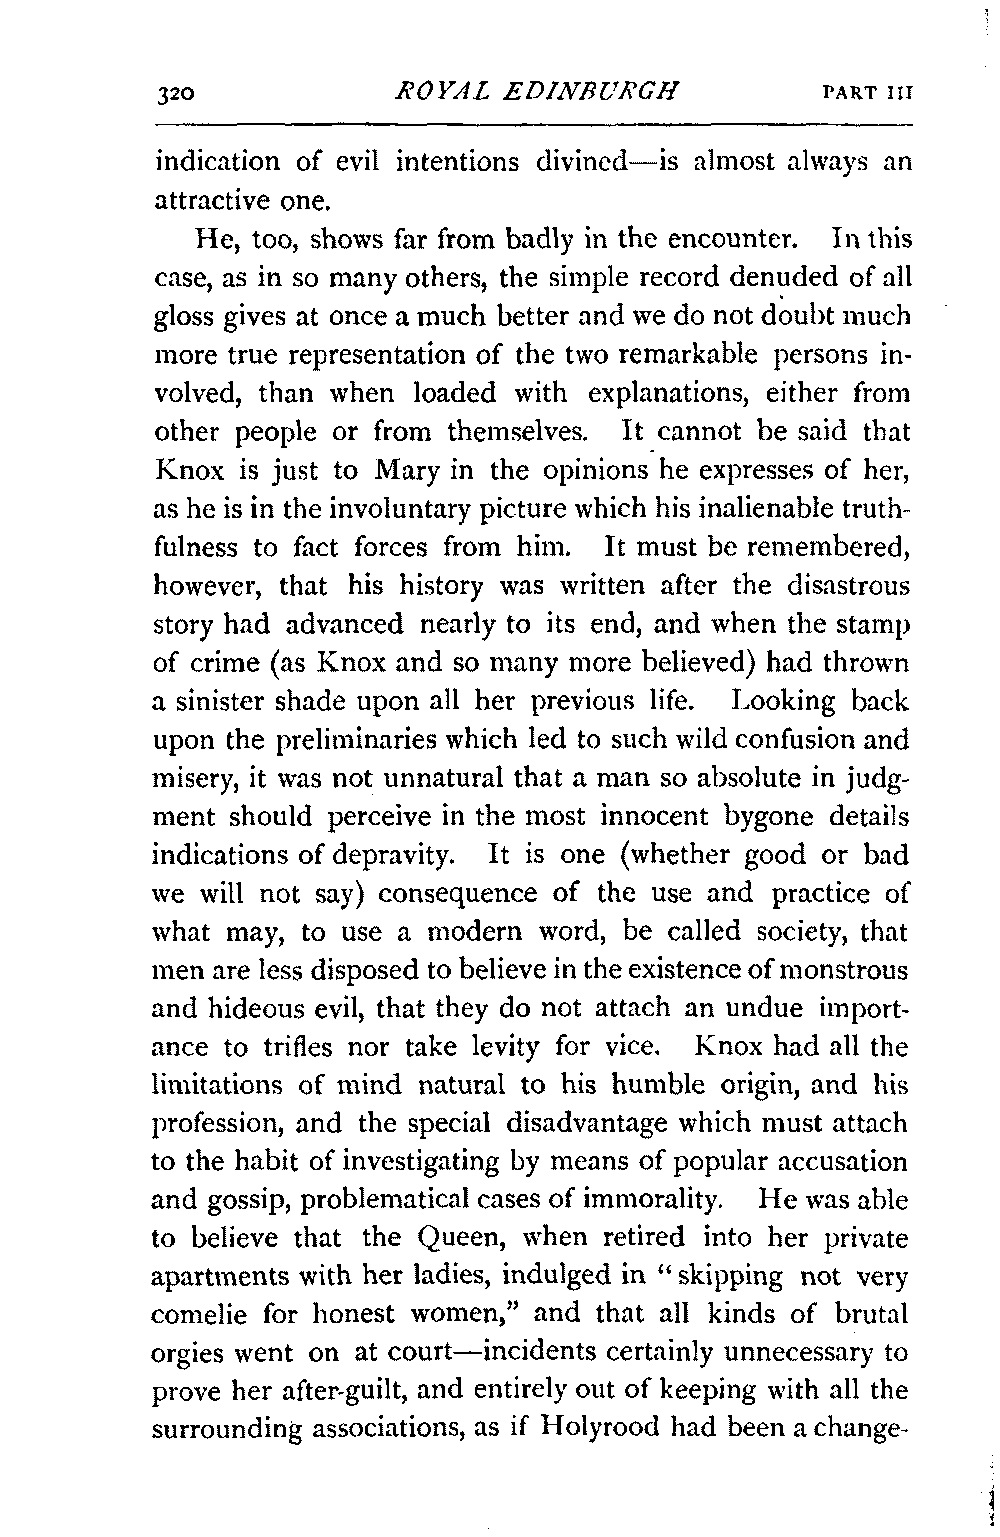 320 ROYAL EDINBURGH PART III
indication of evil intentions divined—is almost always an
attractive one.
He, too, shows far from badly in the encounter. In this
case, as in so many others, the simple record denuded of all
gloss gives at once a much better and we do not doubt much
more true representation of the two remarkable persons in-
volved, than when loaded with explanations, either from
other people or from themselves. It cannot be said that
Knox is just to Mary in the opinions he expresses of her,
as he is in the involuntary picture which his inalienable truth-
fulness to fact forces from him. It must be remembered,
however, that his history was written after the disastrous
story had advanced nearly to its end, and when the stamp
of crime (as Knox and so many more believed) had thrown
a sinister shade upon all her previous life. Looking back
upon the preliminaries which led to such wild confusion and
misery, it was not unnatural that a man so absolute in judg-
ment should perceive in the most innocent bygone details
indications of depravity. It is one (whether good or bad
we will not say) consequence of the use and practice of
what may, to use a modern word, be called society, that
men are less disposed to believe in the existence of monstrous
and hideous evil, that they do not attach an undue import-
ance to trifles nor take levity for vice. Knox had all the
limitations of mind natural to his humble origin, and his
profession, and the special disadvantage which must attach
to the habit of investigating by means of popular accusation
and gossip, problematical cases of immorality. He was able
to believe that the Queen, when retired into her private
apartments with her ladies, indulged in “skipping not very
comelie for honest women,” and that all kinds of brutal
orgies went on at court—incidents certainly unnecessary to
prove her after-guilt, and entirely out of keeping with all the
surrounding associations, as if Holyrood had been a change-